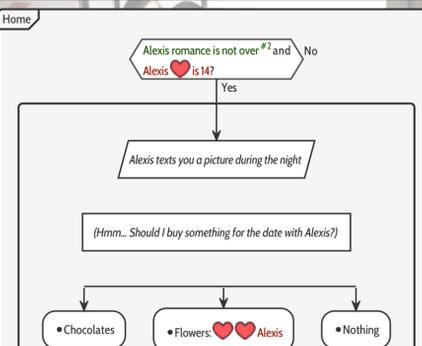 Home
Alexis romance is not over #2 and
No
Alexis is 14?
Yes
Alexis texts you a picture during the night
(Hmm... Should I buy something for the date with Alexis?)
•Chocolates
•Flowers: Alexis
•Nothing